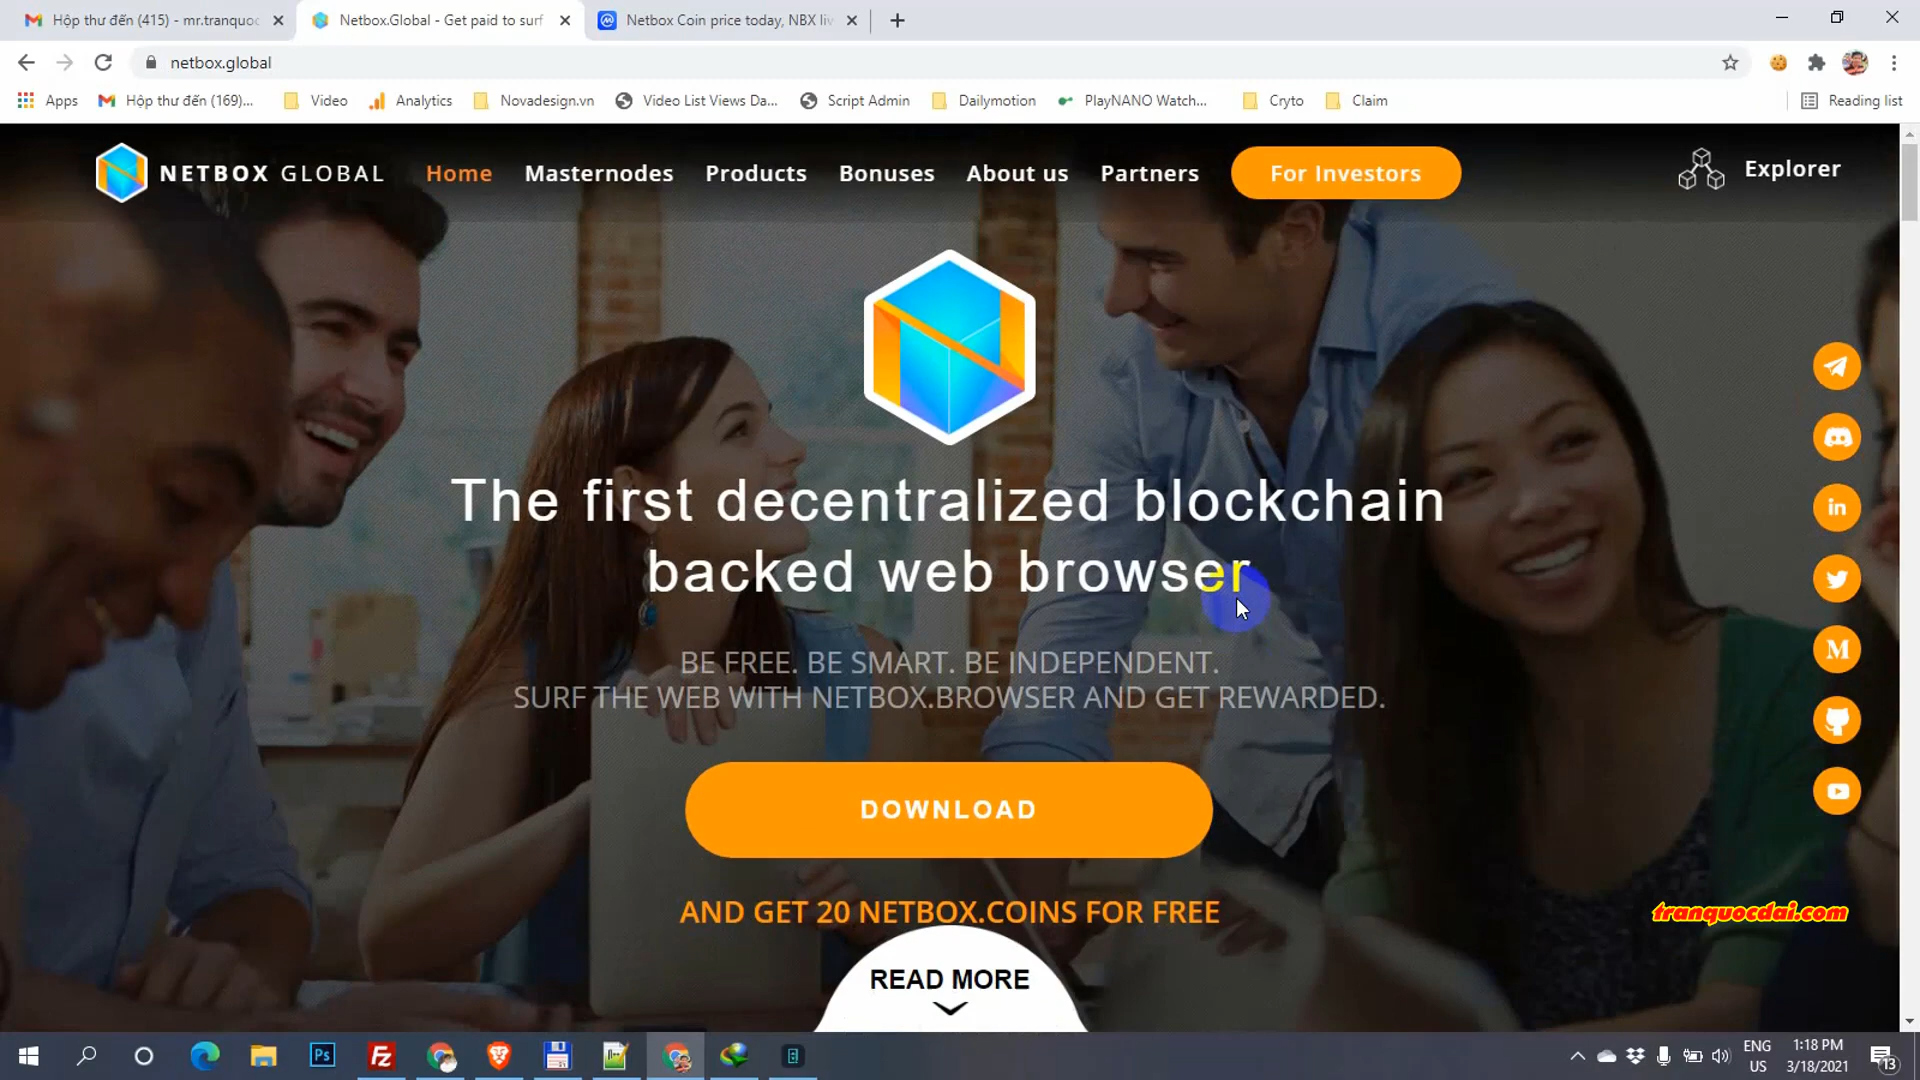 Hộp thư đến (415) - mr.tranquoc
Netbox.Global - Get paid to surf
Netbox Coin price today, NBX liv
netbox.global
Apps
Hộp thư đến (169)...
Video
Analytics
Novadesign.vn
Video List Views Da...
Script Admin
Dailymotion
PlayNANO Watch...
Cryto
Claim
Reading list
NETBOX GLOBAL
Home
Masternodes
Products
Bonuses
About us
Partners
For Investors
Explorer
The first decentralized blockchain
backed web browser
BE FREE. BE SMART. BE INDEPENDENT.
SURF THE WEB WITH NETBOX.BROWSER AND GET REWARDED.
DOWNLOAD
AND GET 20 NETBOX.COINS FOR FREE
tranquocdai.com
READ MORE
ENG
US
1:18 PM
3/18/2021
13